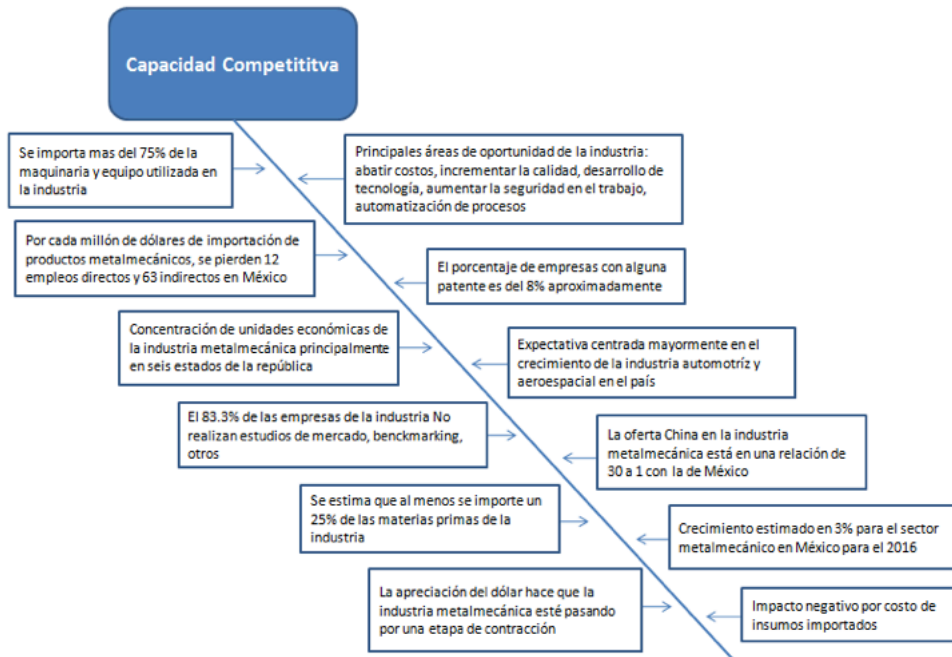 Capacidad Competititva
Se importa mas del 75% de la
maquinaria y equipo utilizada en
la industria
Principales áreas de oportunidad de la industria:
abatir costos, incrementar la calidad, desarrollo de
tecnología, aumentar la seguridad en el trabajo,
automatización de procesos
Por cada millón de dólares de importación de
productos metalmecánicos, se pierden 12
empleos directos y 63 indirectos en México
El porcentaje de empresas con alguna
patente es del 8% aproximadamente
Concentración de unidades económicas de
la industria metalmecánica principalmente
en seis estados de la república
Expectativa centrada mayormente en el
crecimiento de la industria automotríz y
aeroespacial en el país
El 83.3% de las empresas de la industria No
realizan estudios de mercado, benckmarking,
otros
La oferta China en la industria
metalmecánica está en una relación de
30 a 1 con la de México
Se estima que al menos se importe un
25% de las materías primas de la
industria
Crecimiento estimado en 3% para el sector
metalmecánico en México para el 2016
La apreciación del dólar hace que la
industria metalmecánica esté pasando
por una etapa de contracción
Impacto negativo por costo de
insumos importados